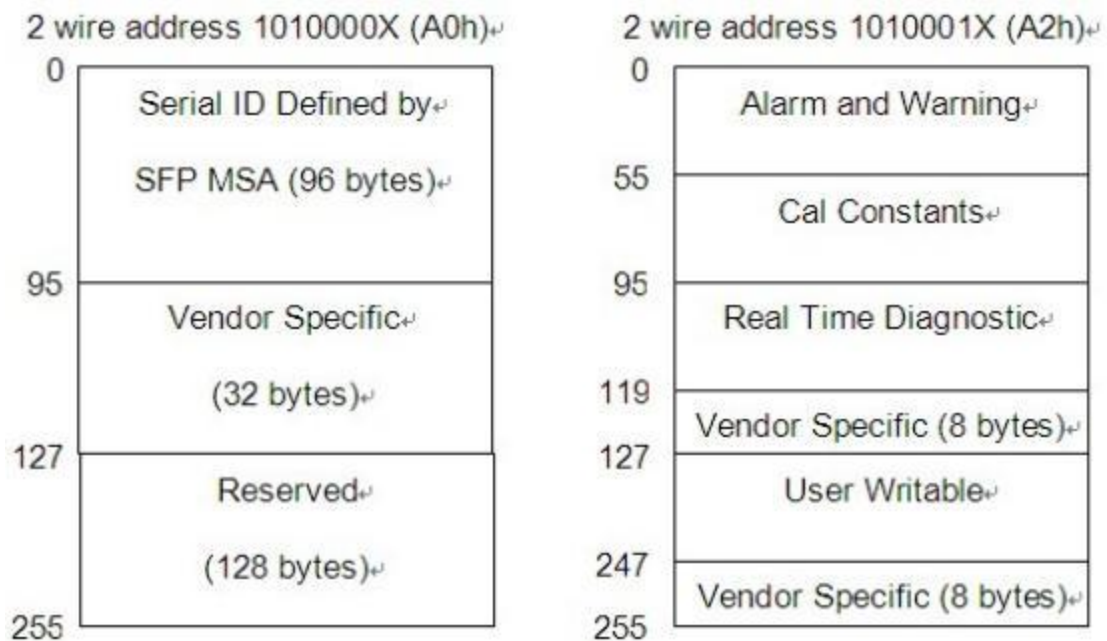 2 wire address 1010000X (A0h)↵
0
Serial ID Defined by↵
SFP MSA (96 bytes)↵
95
Vendor Specific↵
(32 bytes)↵
127
Reserved↵
(128 bytes)↵
255
2 wire address 1010001X (A2h)↵
0
Alarm and Warning↵
55
Cal Constants↵
95
Real Time Diagnostic↵
119
Vendor Specific (8 bytes)↵
127
User Writable↵
247
Vendor Specific (8 bytes)↵
255